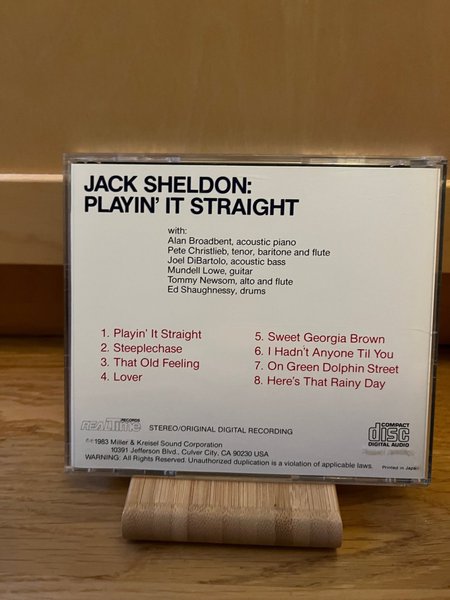 JACK SHELDON:
PLAYIN' IT STRAIGHT
with:
Alan Broadbent, acoustic piano
Pete Christlieb, tenor, baritone and flute
Joel DiBartolo, acoustic bass
Mundell Lowe, guitar
Tommy Newsom, alto and flute
Ed Shaughnessy, drums
1. Playin' It Straight
2. Steeplechase
3. That Old Feeling
4. Lover
5. Sweet Georgia Brown
6. I Hadn't Anyone Til You
7. On Green Dolphin Street
8. Here's That Rainy Day
RECORDS
REALTime
STEREO/ORIGINAL DIGITAL RECORDING
COMPACT
disc
DIGITAL AUDIO
1983 Miller & Kreisel Sound Corporation
10391 Jefferson Blvd., Culver City, CA 90230 USA
WARNING: All Rights Reserved. Unauthorized duplication is a violation of applicable laws.
Printed in Japan